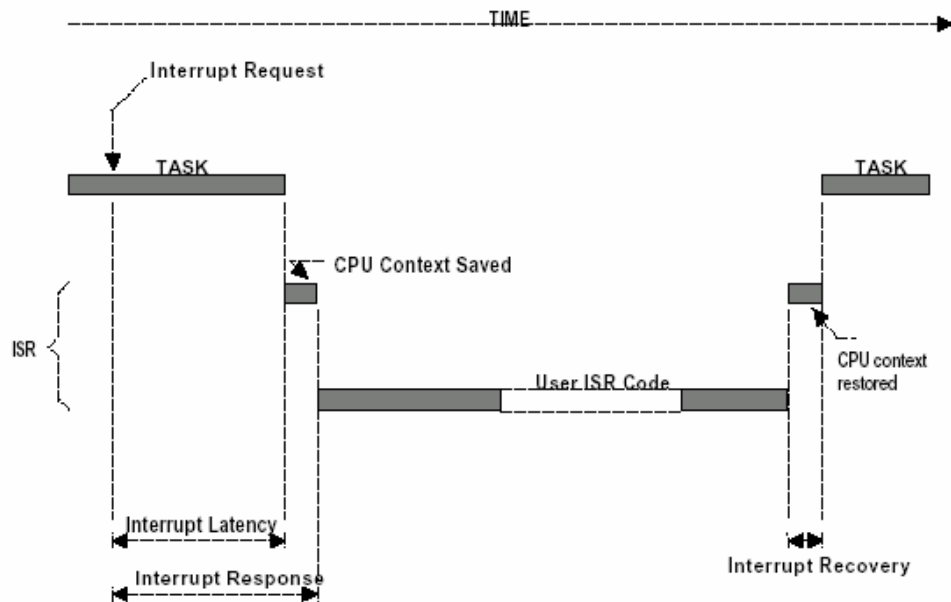 TIME
Interrupt Request
TASK
TASK
CPU Context Saved
ISR
CPU context
restored
User ISR Code
Interrupt Latency
Interrupt Recovery
Interrupt Response